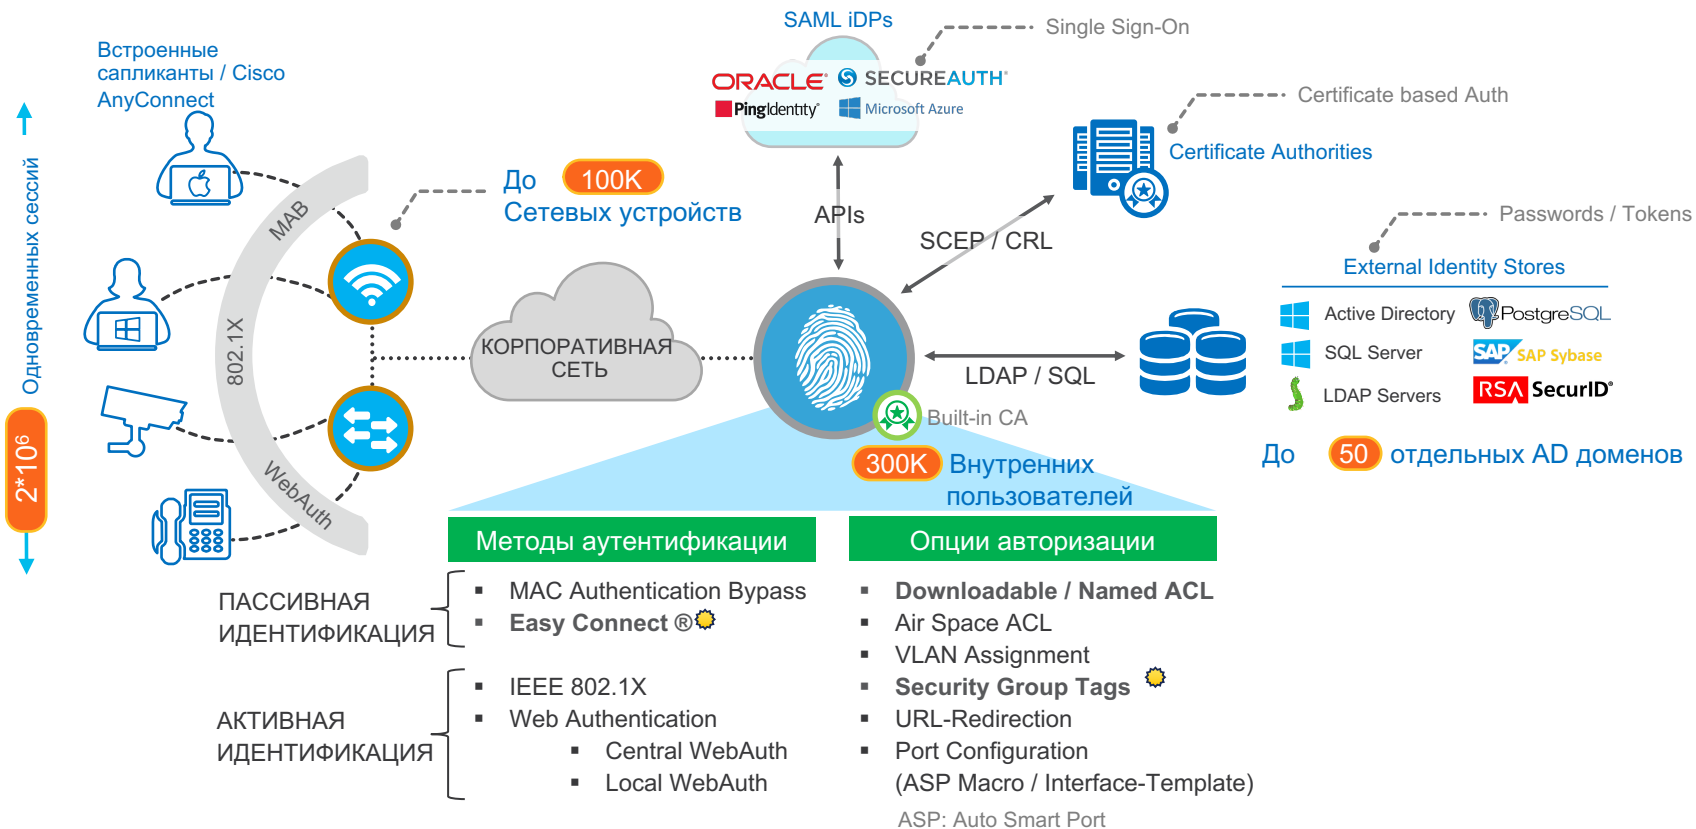 SAML iDPs
Single Sign-On
ORACLE®
SECUREAUTH®
PingIdentity®
Microsoft Azure
Встроенные
сапликанты / Cisco
AnyConnect
Certificate based Auth
Certificate Authorities
Одновременных сессий
2*10⁶
До 100K
Сетевых устройств
MAB
802.1X
WebAuth
APIs
SCEP / CRL
Passwords / Tokens
External Identity Stores
Active Directory
PostgreSQL
SQL Server
SAP SAP Sybase
LDAP Servers
RSA SecurID®
До 50 отдельных AD доменов
КОРПОРАТИВНАЯ
СЕТЬ
LDAP / SQL
Built-in CA
300K Внутренних
пользователей
Методы аутентификации
Опции авторизации
ПАССИВНАЯ
ИДЕНТИФИКАЦИЯ
▪ MAC Authentication Bypass
▪ Easy Connect ®
АКТИВНАЯ
ИДЕНТИФИКАЦИЯ
▪ IEEE 802.1X
▪ Web Authentication
▪ Central WebAuth
▪ Local WebAuth
▪ Downloadable / Named ACL
▪ Air Space ACL
▪ VLAN Assignment
▪ Security Group Tags
▪ URL-Redirection
▪ Port Configuration
(ASP Macro / Interface-Template)
ASP: Auto Smart Port